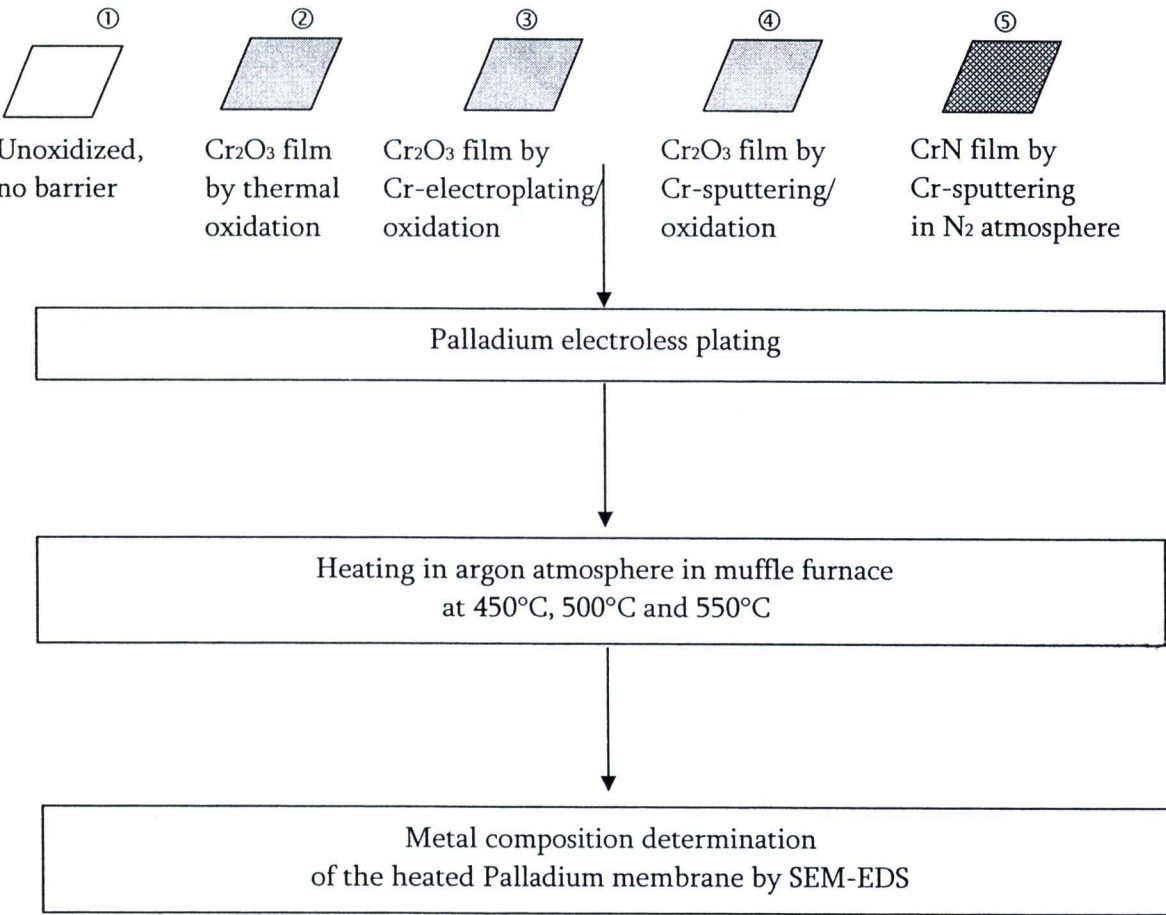 ① ② ③ ④ ⑤
Unoxidized,
no barrier
Cr2O3 film
by thermal
oxidation
Cr2O3 film by
Cr-electroplating/
oxidation
Cr2O3 film by
Cr-sputtering/
oxidation
CrN film by
Cr-sputtering
in N2 atmosphere
Palladium electroless plating
Heating in argon atmosphere in muffle furnace
at 450°C, 500°C and 550°C
Metal composition determination
of the heated Palladium membrane by SEM-EDS